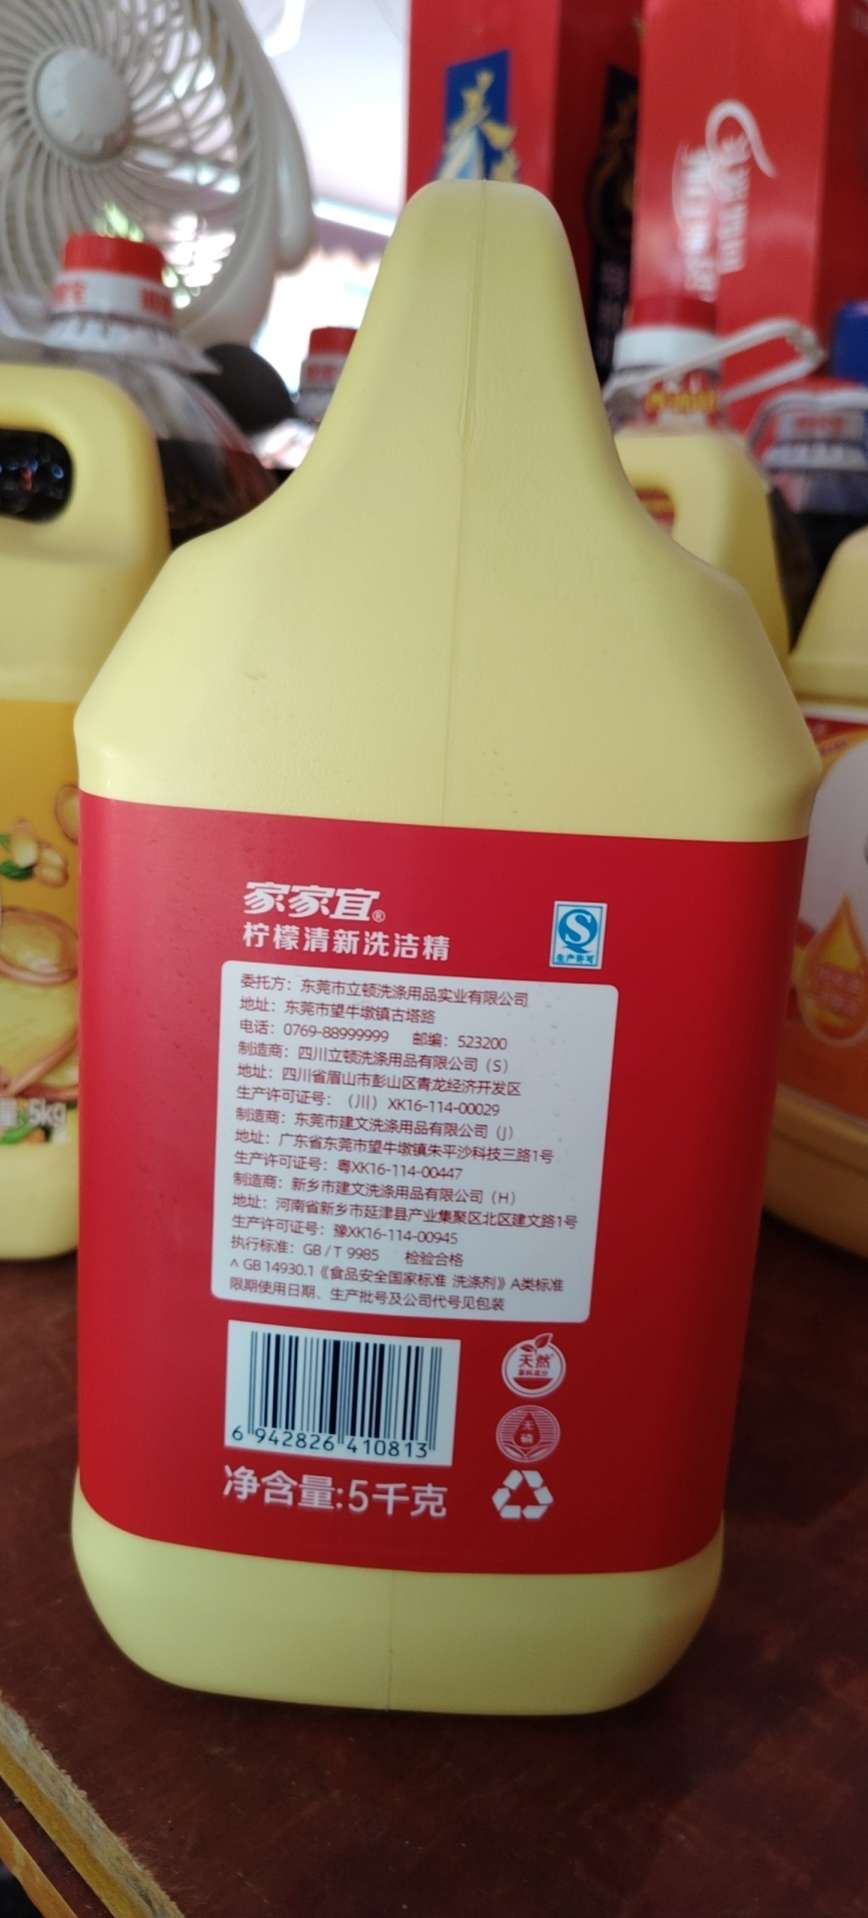 家家宜®
柠檬清新洗洁精
S
生产许可
委托方：东莞市立顿洗涤用品实业有限公司
地址：东莞市望牛墩镇古塔路
电话：0769-88999999 邮编：523200
制造商：四川立顿洗涤用品有限公司（S）
地址：四川省眉山市彭山区青龙经济开发区
生产许可证号：（川）XK16-114-00029
制造商：东莞市建文洗涤用品有限公司（J）
地址：广东省东莞市望牛墩镇朱平沙科技三路1号
生产许可证号：粤XK16-114-00447
制造商：新乡市建文洗涤用品有限公司（H）
地址：河南省新乡市延津县产业集聚区北区建文路1号
生产许可证号：豫XK16-114-00945
执行标准：GB/T 9985 检验合格
^ GB 14930.1《食品安全国家标准 洗涤剂》A类标准
限期使用日期、生产批号及公司代号见包装
天然
无磷
6 942826 410813
净含量:5千克
5kg